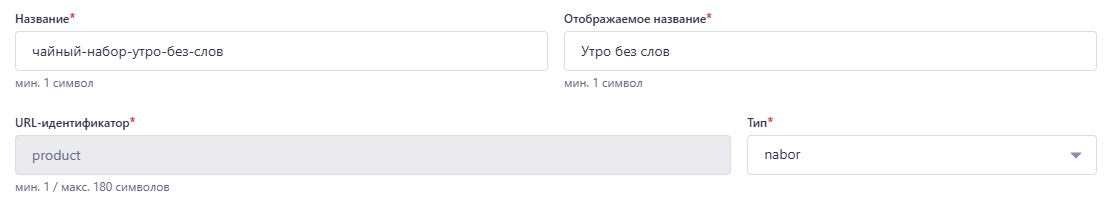 Название*
Отображаемое название*
чайный-набор-утро-без-слов
Утро без слов
мин. 1 символ
мин. 1 символ
URL-идентификатор*
Тип*
product
nabor
мин. 1 / макс. 180 символов